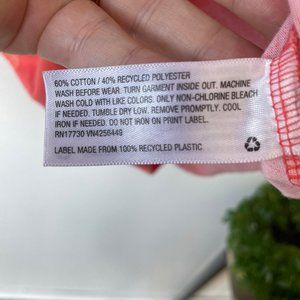 60% COTTON / 40% RECYCLED POLYESTER
WASH BEFORE WEAR. TURN GARMENT INSIDE OUT. MACHINE
WASH COLD WITH LIKE COLORS. ONLY NON-CHLORINE BLEACH
IF NEEDED. TUMBLE DRY LOW. REMOVE PROMPTLY. COOL
IRON IF NEEDED. DO NOT IRON ON PRINT LABEL.
RN17730 VN4256449
LABEL MADE FROM 100% RECYCLED PLASTIC